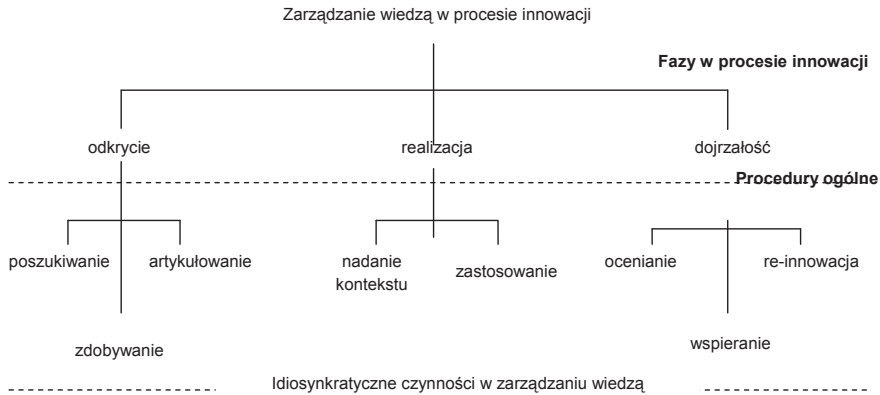 Zarządzanie wiedzą w procesie innowacji
Fazy w procesie innowacji
odkrycie
realizacja
dojrzałość
Procedury ogólne
poszukiwanie
artykułowanie
nadanie
kontekstu
zastosowanie
ocenianie
re-innowacja
zdobywanie
wspieranie
Idiosynkratyczne czynności w zarządzaniu wiedzą